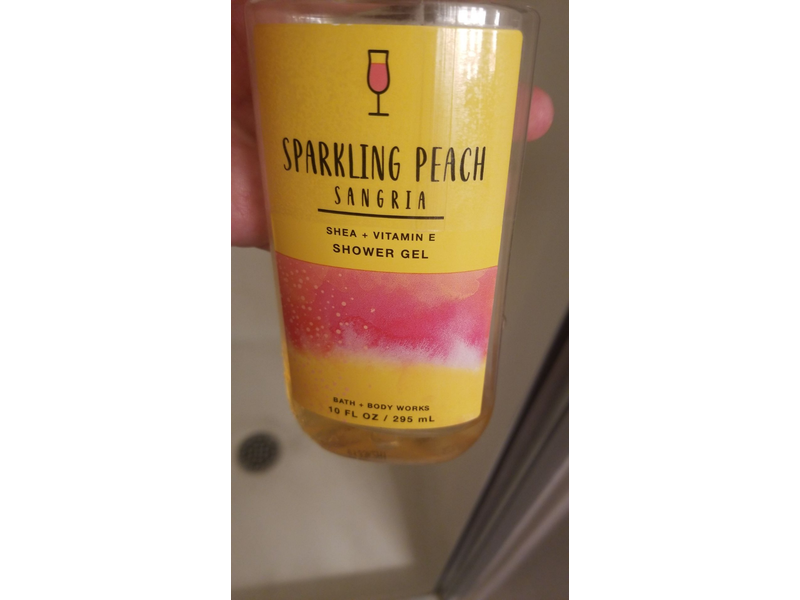 SPARKLING PEACH
SANGRIA
SHEA + VITAMIN E
SHOWER GEL
BATH + BODY WORKS
10 FL OZ / 295 mL